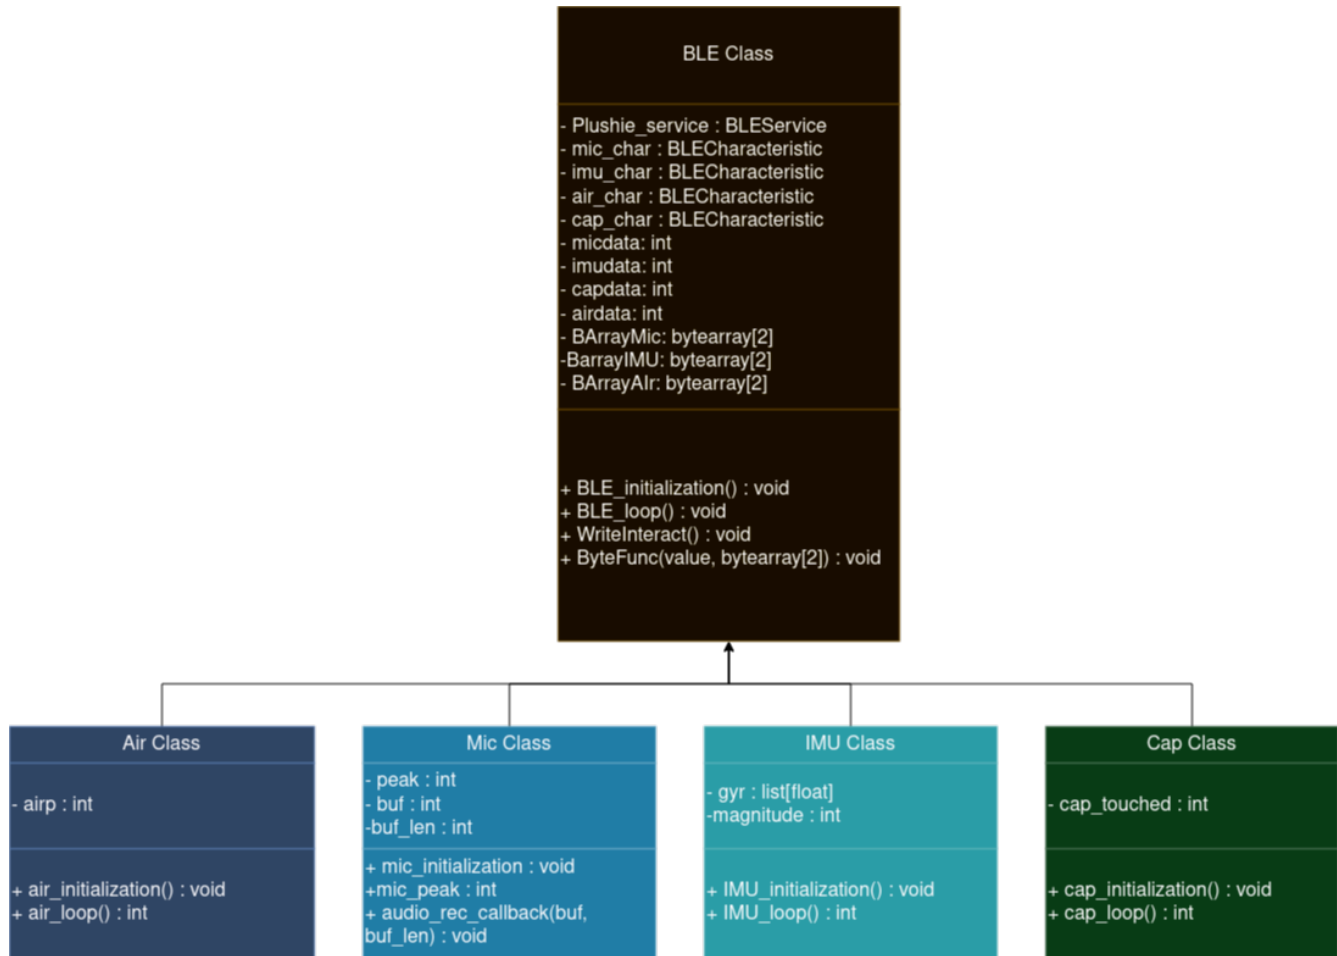 BLE Class
- Plushie_service : BLEService
- mic_char : BLECharacteristic
- imu_char : BLECharacteristic
- air_char : BLECharacteristic
- cap_char : BLECharacteristic
- micdata: int
- imudata: int
- capdata: int
- airdata: int
- BArrayMic: bytearray[2]
-BarrayIMU: bytearray[2]
- BArrayAIr: bytearray[2]
+ BLE_initialization() : void
+ BLE_loop() : void
+ WriteInteract() : void
+ ByteFunc(value, bytearray[2]) : void
Air Class
- airp : int
+ air_initialization() : void
+ air_loop() : int
Mic Class
- peak : int
- buf : int
-buf_len : int
+ mic_initialization : void
+mic_peak : int
+ audio_rec_callback(buf,
buf_len) : void
IMU Class
- gyr : list[float]
-magnitude : int
+ IMU_initialization() : void
+ IMU_loop() : int
Cap Class
- cap_touched : int
+ cap_initialization() : void
+ cap_loop() : int